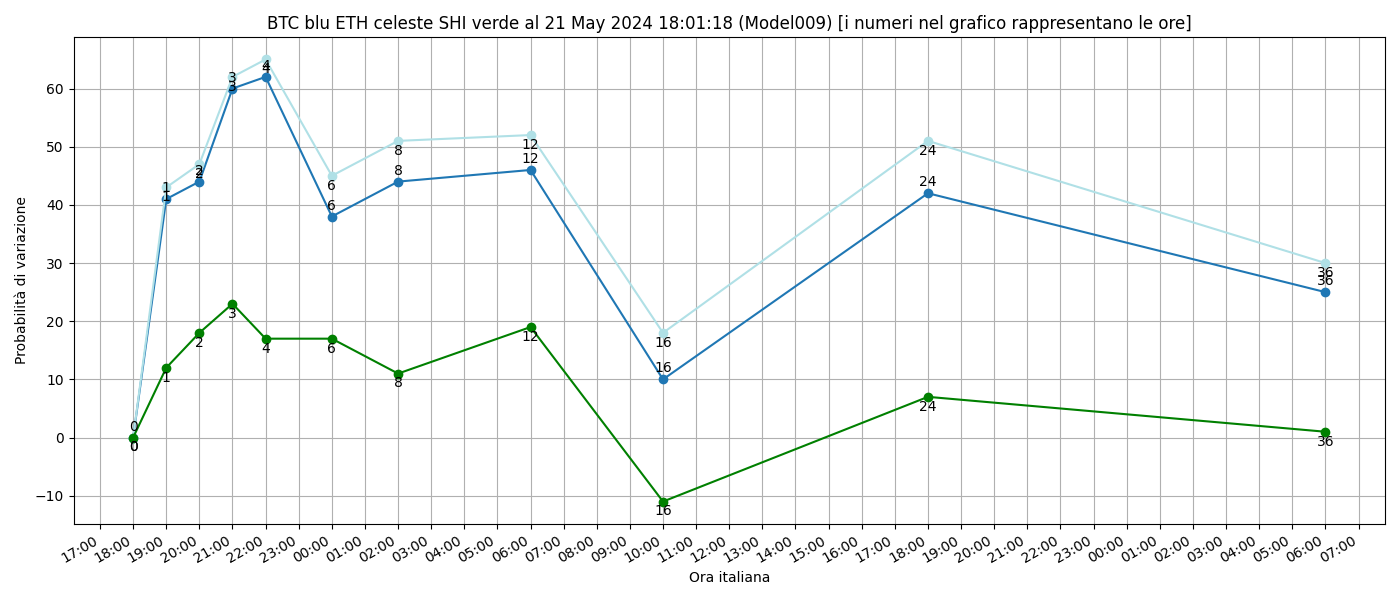 BTC blu ETH celeste SHI verde al 21 May 2024 18:01:18 (Model009) [i numeri nel grafico rappresentano le ore]
Probabilità di variazione
60
50
40
30
20
10
0
−10
0 1 2 3 4 6 8 12 16 24 36
0 1 2 3 4 6 8 12 16 24 36
0 1 2 3 4 6 8 12 16 24 36
17:00 18:00 19:00 20:00 21:00 22:00 23:00 00:00 01:00 02:00 03:00 04:00 05:00 06:00 07:00 08:00 09:00 10:00 11:00 12:00 13:00 14:00 15:00 16:00 17:00 18:00 19:00 20:00 21:00 22:00 23:00 00:00 01:00 02:00 03:00 04:00 05:00 06:00 07:00
Ora italiana